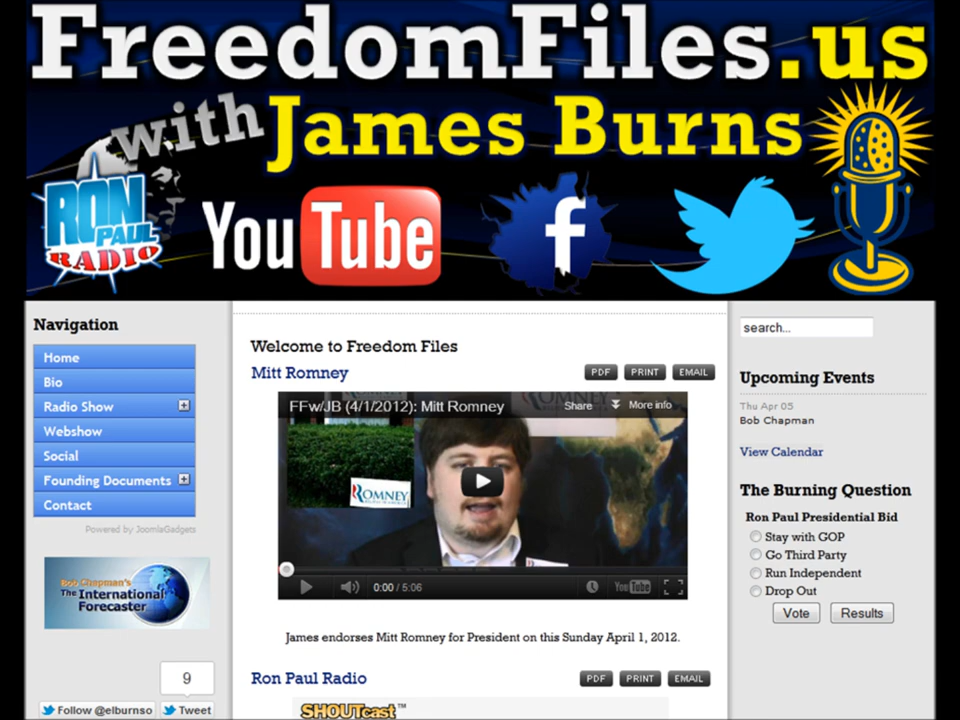 FreedomFiles.us
with James Burns
RON
PAUL
RADIO
YouTube
f
Navigation
Home
Bio
Radio Show
Webshow
Social
Founding Documents
Contact
Powered by JoomlaGadgets
Bob Chapman's
The International
Forecaster
9
Follow @elburnso
Tweet
Welcome to Freedom Files
Mitt Romney
PDF PRINT EMAIL
FFw/JB (4/1/2012): Mitt Romney Share More info
ROMNEY
ROMNEY
0:00 / 5:06 YouTube
James endorses Mitt Romney for President on this Sunday April 1, 2012.
Ron Paul Radio
PDF PRINT EMAIL
SHOUTcast™
search...
Upcoming Events
Thu Apr 05
Bob Chapman
View Calendar
The Burning Question
Ron Paul Presidential Bid
Stay with GOP
Go Third Party
Run Independent
Drop Out
Vote Results